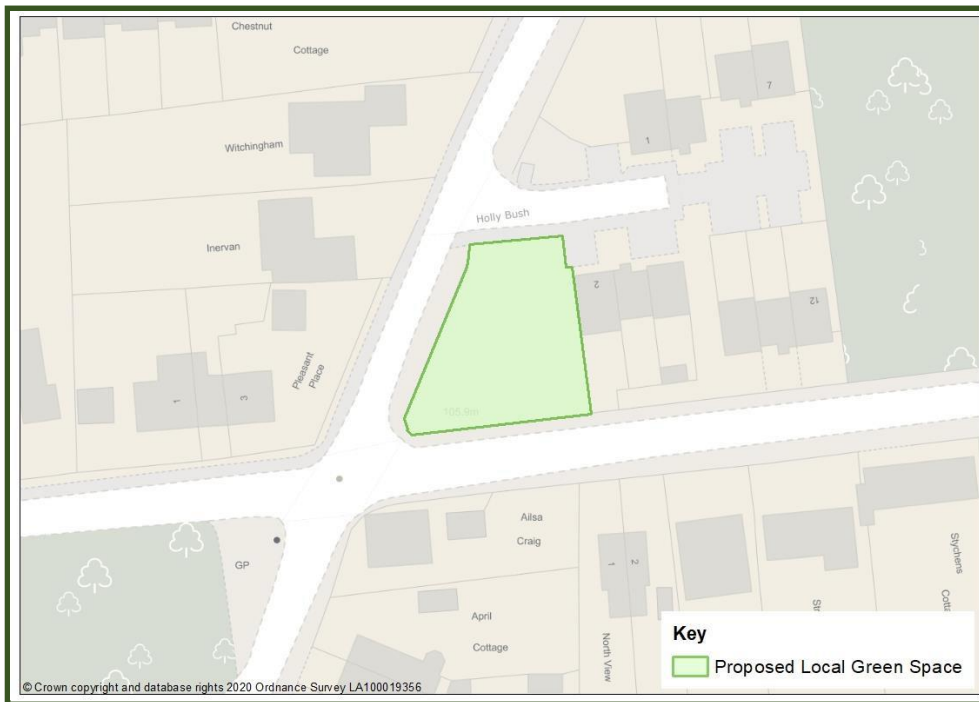 Chestnut
Cottage
Witchingham
7
1
Holly Bush
Inervan
2
12
Pleasant
Place
1
3
105.9m
Ailsa
Craig
GP
1
2
April
Cottage
North View
Stychens
Key
Proposed Local Green Space
© Crown copyright and database rights 2020 Ordnance Survey LA100019356